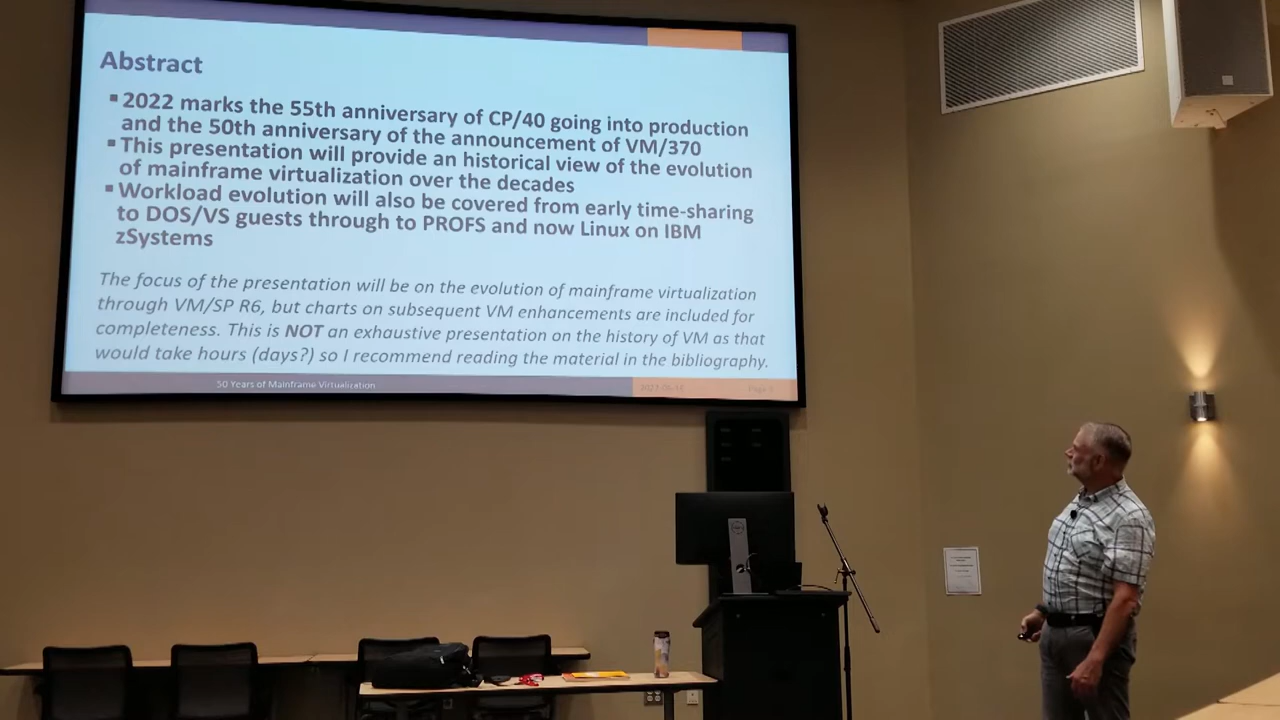 Abstract
▪2022 marks the 55th anniversary of CP/40 going into production
and the 50th anniversary of the announcement of VM/370
▪This presentation will provide an historical view of the evolution
of mainframe virtualization over the decades
▪Workload evolution will also be covered from early time-sharing
to DOS/VS guests through to PROFS and now Linux on IBM
zSystems
The focus of the presentation will be on the evolution of mainframe virtualization
through VM/SP R6, but charts on subsequent VM enhancements are included for
completeness. This is NOT an exhaustive presentation on the history of VM as that
would take hours (days?) so I recommend reading the material in the bibliography.
50 Years of Mainframe Virtualization
Page